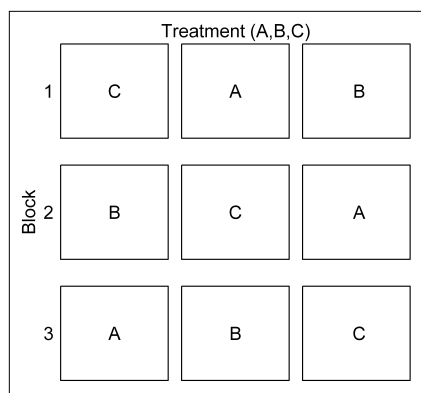 Treatment (A,B,C)
1 C A B
Block
2 B C A
3 A B C